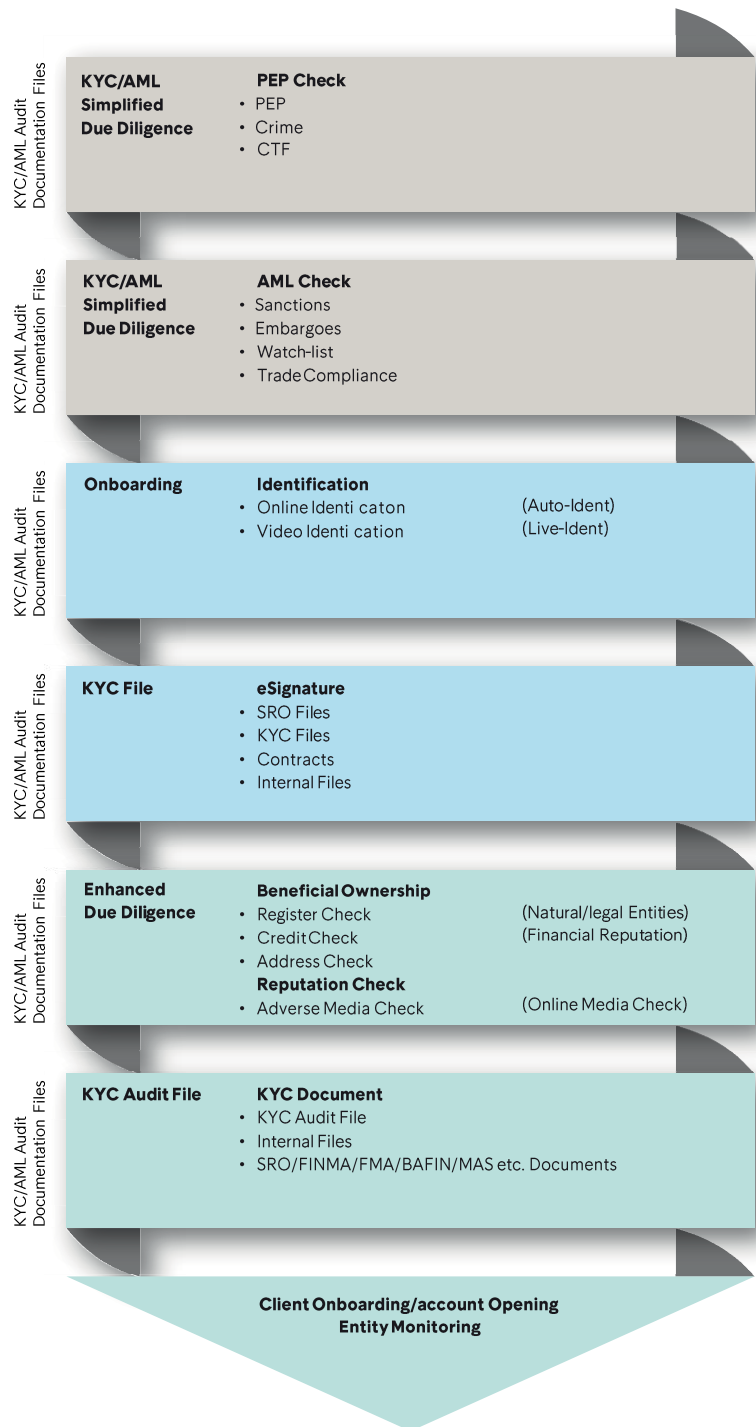 KYC/AML Audit
Documentation Files
KYC/AML
Simplified
Due Diligence
PEP Check
• PEP
• Crime
• CTF
KYC/AML Audit
Documentation Files
KYC/AML
Simplified
Due Diligence
AML Check
• Sanctions
• Embargoes
• Watch-list
• Trade Compliance
KYC/AML Audit
Documentation Files
Onboarding
Identification
• Online Identi caton (Auto-Ident)
• Video Identi cation (Live-Ident)
KYC/AML Audit
Documentation Files
KYC File
eSignature
• SRO Files
• KYC Files
• Contracts
• Internal Files
KYC/AML Audit
Documentation Files
Enhanced
Due Diligence
Beneficial Ownership
• Register Check (Natural/legal Entities)
• Credit Check (Financial Reputation)
• Address Check
Reputation Check
• Adverse Media Check (Online Media Check)
KYC/AML Audit
Documentation Files
KYC Audit File
KYC Document
• KYC Audit File
• Internal Files
• SRO/FINMA/FMA/BAFIN/MAS etc. Documents
Client Onboarding/account Opening
Entity Monitoring